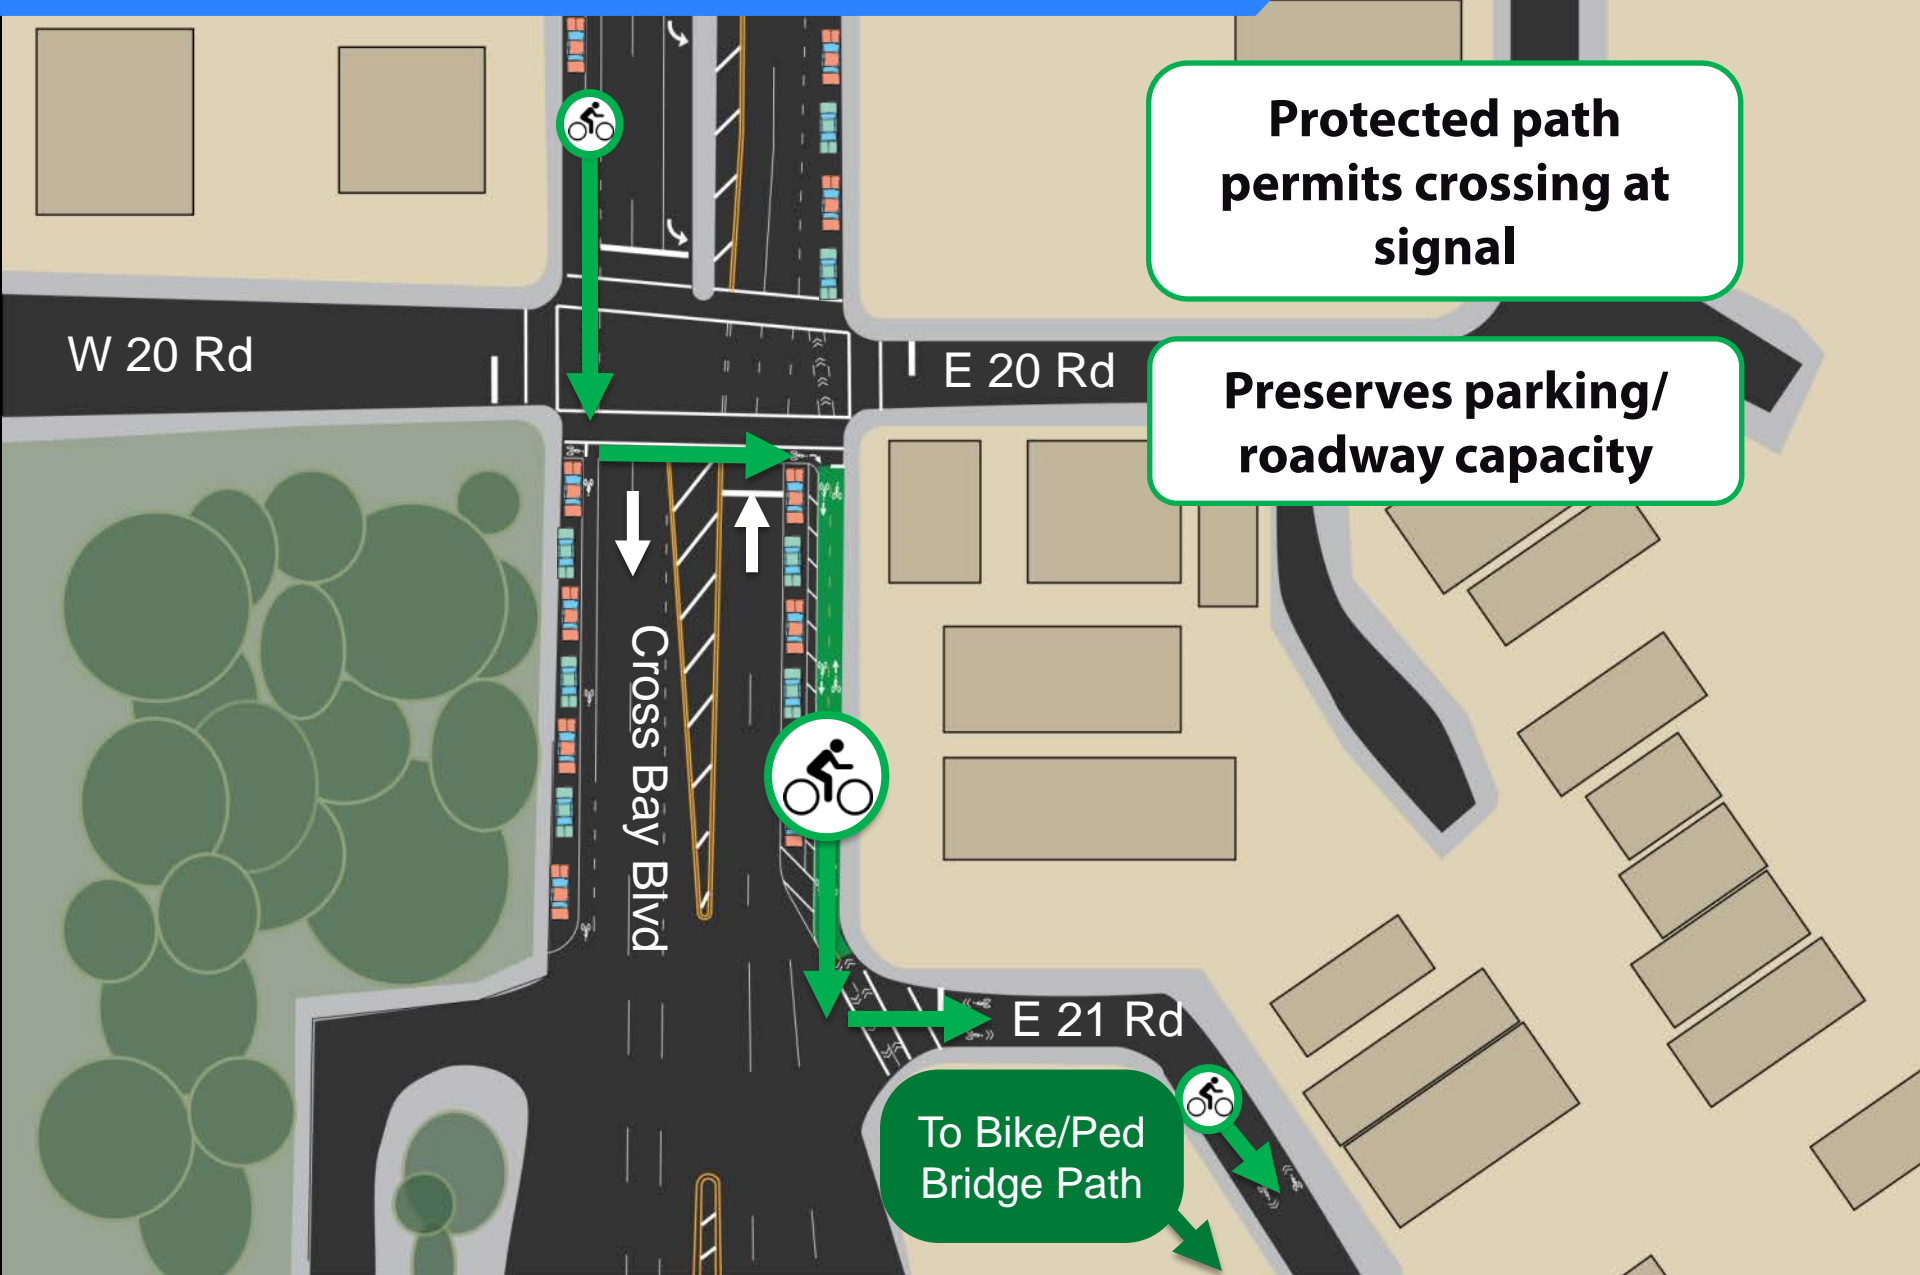 Protected path
permits crossing at
signal
W 20 Rd
E 20 Rd
Preserves parking/
roadway capacity
Cross Bay Blvd
E 21 Rd
To Bike/Ped
Bridge Path